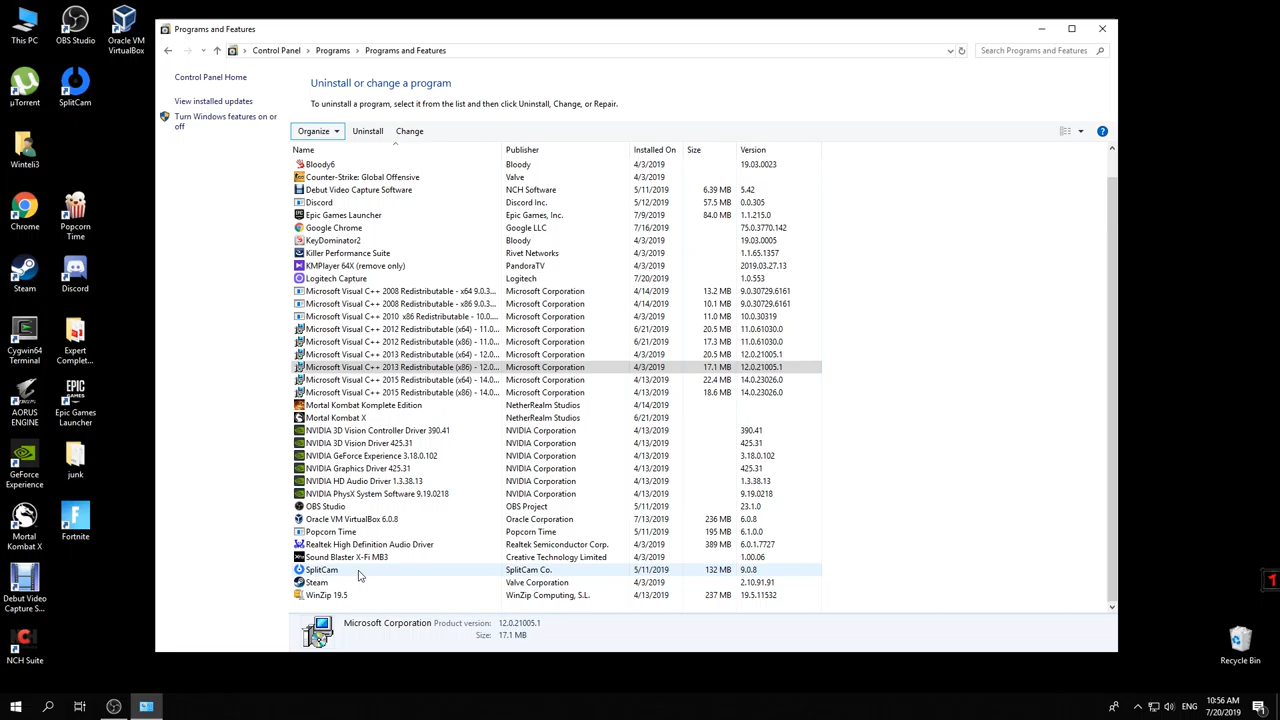 This PC
OBS Studio
Oracle VM
VirtualBox
µTorrent
SplitCam
Winteli3
Chrome
Popcorn
Time
Steam
Discord
Cygwin64
Terminal
Expert
Complet...
AORUS
ENGINE
Epic Games
Launcher
GeForce
Experience
junk
Mortal
Kombat X
Fortnite
Debut Video
Capture S...
NCH Suite
Recycle Bin
Programs and Features
Control Panel > Programs > Programs and Features
Search Programs and Features
Control Panel Home
View installed updates
Turn Windows features on or
off
Uninstall or change a program
To uninstall a program, select it from the list and then click Uninstall, Change, or Repair.
Organize Uninstall Change
Name Publisher Installed On Size Version
Bloody6 Bloody 4/3/2019 19.03.0023
Counter-Strike: Global Offensive Valve 4/3/2019
Debut Video Capture Software NCH Software 5/11/2019 6.39 MB 5.42
Discord Discord Inc. 5/12/2019 57.5 MB 0.0.305
Epic Games Launcher Epic Games, Inc. 7/9/2019 84.0 MB 1.1.215.0
Google Chrome Google LLC 7/16/2019 75.0.3770.142
KeyDominator2 Bloody 4/3/2019 19.03.0005
Killer Performance Suite Rivet Networks 4/3/2019 1.1.65.1357
KMPlayer 64X (remove only) PandoraTV 4/3/2019 2019.03.27.13
Logitech Capture Logitech 7/20/2019 1.0.553
Microsoft Visual C++ 2008 Redistributable - x64 9.0.3... Microsoft Corporation 4/14/2019 13.2 MB 9.0.30729.6161
Microsoft Visual C++ 2008 Redistributable - x86 9.0.3... Microsoft Corporation 4/14/2019 10.1 MB 9.0.30729.6161
Microsoft Visual C++ 2010 x86 Redistributable - 10.0.... Microsoft Corporation 4/3/2019 11.0 MB 10.0.30319
Microsoft Visual C++ 2012 Redistributable (x64) - 11.0... Microsoft Corporation 6/21/2019 20.5 MB 11.0.61030.0
Microsoft Visual C++ 2012 Redistributable (x86) - 11.0... Microsoft Corporation 6/21/2019 17.3 MB 11.0.61030.0
Microsoft Visual C++ 2013 Redistributable (x64) - 12.0... Microsoft Corporation 4/3/2019 20.5 MB 12.0.21005.1
Microsoft Visual C++ 2013 Redistributable (x86) - 12.0... Microsoft Corporation 4/3/2019 17.1 MB 12.0.21005.1
Microsoft Visual C++ 2015 Redistributable (x64) - 14.0... Microsoft Corporation 4/13/2019 22.4 MB 14.0.23026.0
Microsoft Visual C++ 2015 Redistributable (x86) - 14.0... Microsoft Corporation 4/13/2019 18.6 MB 14.0.23026.0
Mortal Kombat Komplete Edition NetherRealm Studios 4/14/2019
Mortal Kombat X NetherRealm Studios 6/21/2019
NVIDIA 3D Vision Controller Driver 390.41 NVIDIA Corporation 4/13/2019 390.41
NVIDIA 3D Vision Driver 425.31 NVIDIA Corporation 4/13/2019 425.31
NVIDIA GeForce Experience 3.18.0.102 NVIDIA Corporation 4/13/2019 3.18.0.102
NVIDIA Graphics Driver 425.31 NVIDIA Corporation 4/13/2019 425.31
NVIDIA HD Audio Driver 1.3.38.13 NVIDIA Corporation 4/13/2019 1.3.38.13
NVIDIA PhysX System Software 9.19.0218 NVIDIA Corporation 4/13/2019 9.19.0218
OBS Studio OBS Project 5/11/2019 23.1.0
Oracle VM VirtualBox 6.0.8 Oracle Corporation 7/13/2019 236 MB 6.0.8
Popcorn Time Popcorn Time 5/11/2019 195 MB 6.1.0.0
Realtek High Definition Audio Driver Realtek Semiconductor Corp. 4/3/2019 389 MB 6.0.1.7727
Sound Blaster X-Fi MB3 Creative Technology Limited 4/3/2019 1.00.06
SplitCam SplitCam Co. 5/11/2019 132 MB 9.0.8
Steam Valve Corporation 4/3/2019 2.10.91.91
WinZip 19.5 WinZip Computing, S.L. 4/13/2019 237 MB 19.5.11532
Microsoft Corporation Product version: 12.0.21005.1
Size: 17.1 MB
1
ENG
10:56 AM
7/20/2019
1